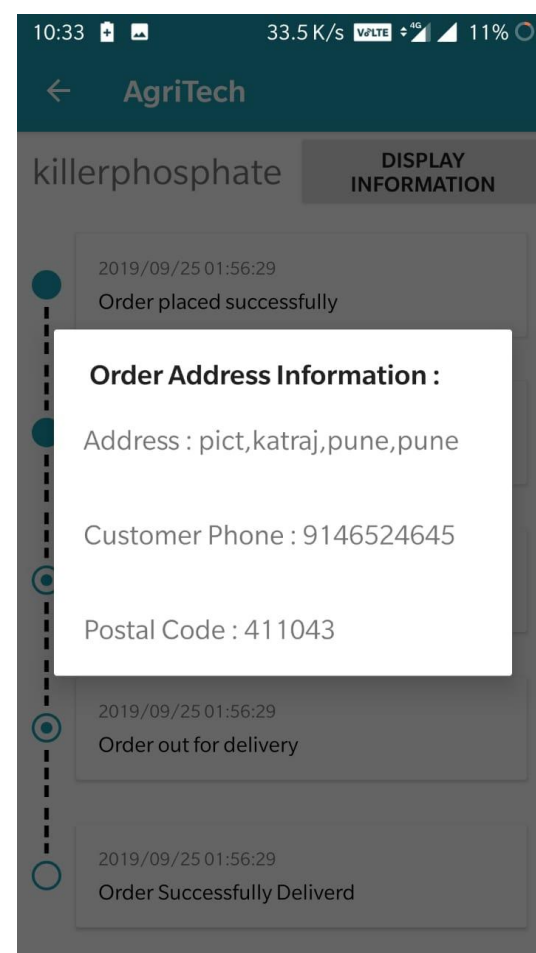 10:33 33.5 K/s VoLTE 4G 11%
AgriTech
killerphosphate
DISPLAY
INFORMATION
2019/09/25 01:56:29
Order placed successfully
Order Address Information :
Address : pict,katraj,pune,pune
Customer Phone : 9146524645
Postal Code : 411043
2019/09/25 01:56:29
Order out for delivery
2019/09/25 01:56:29
Order Successfully Deliverd